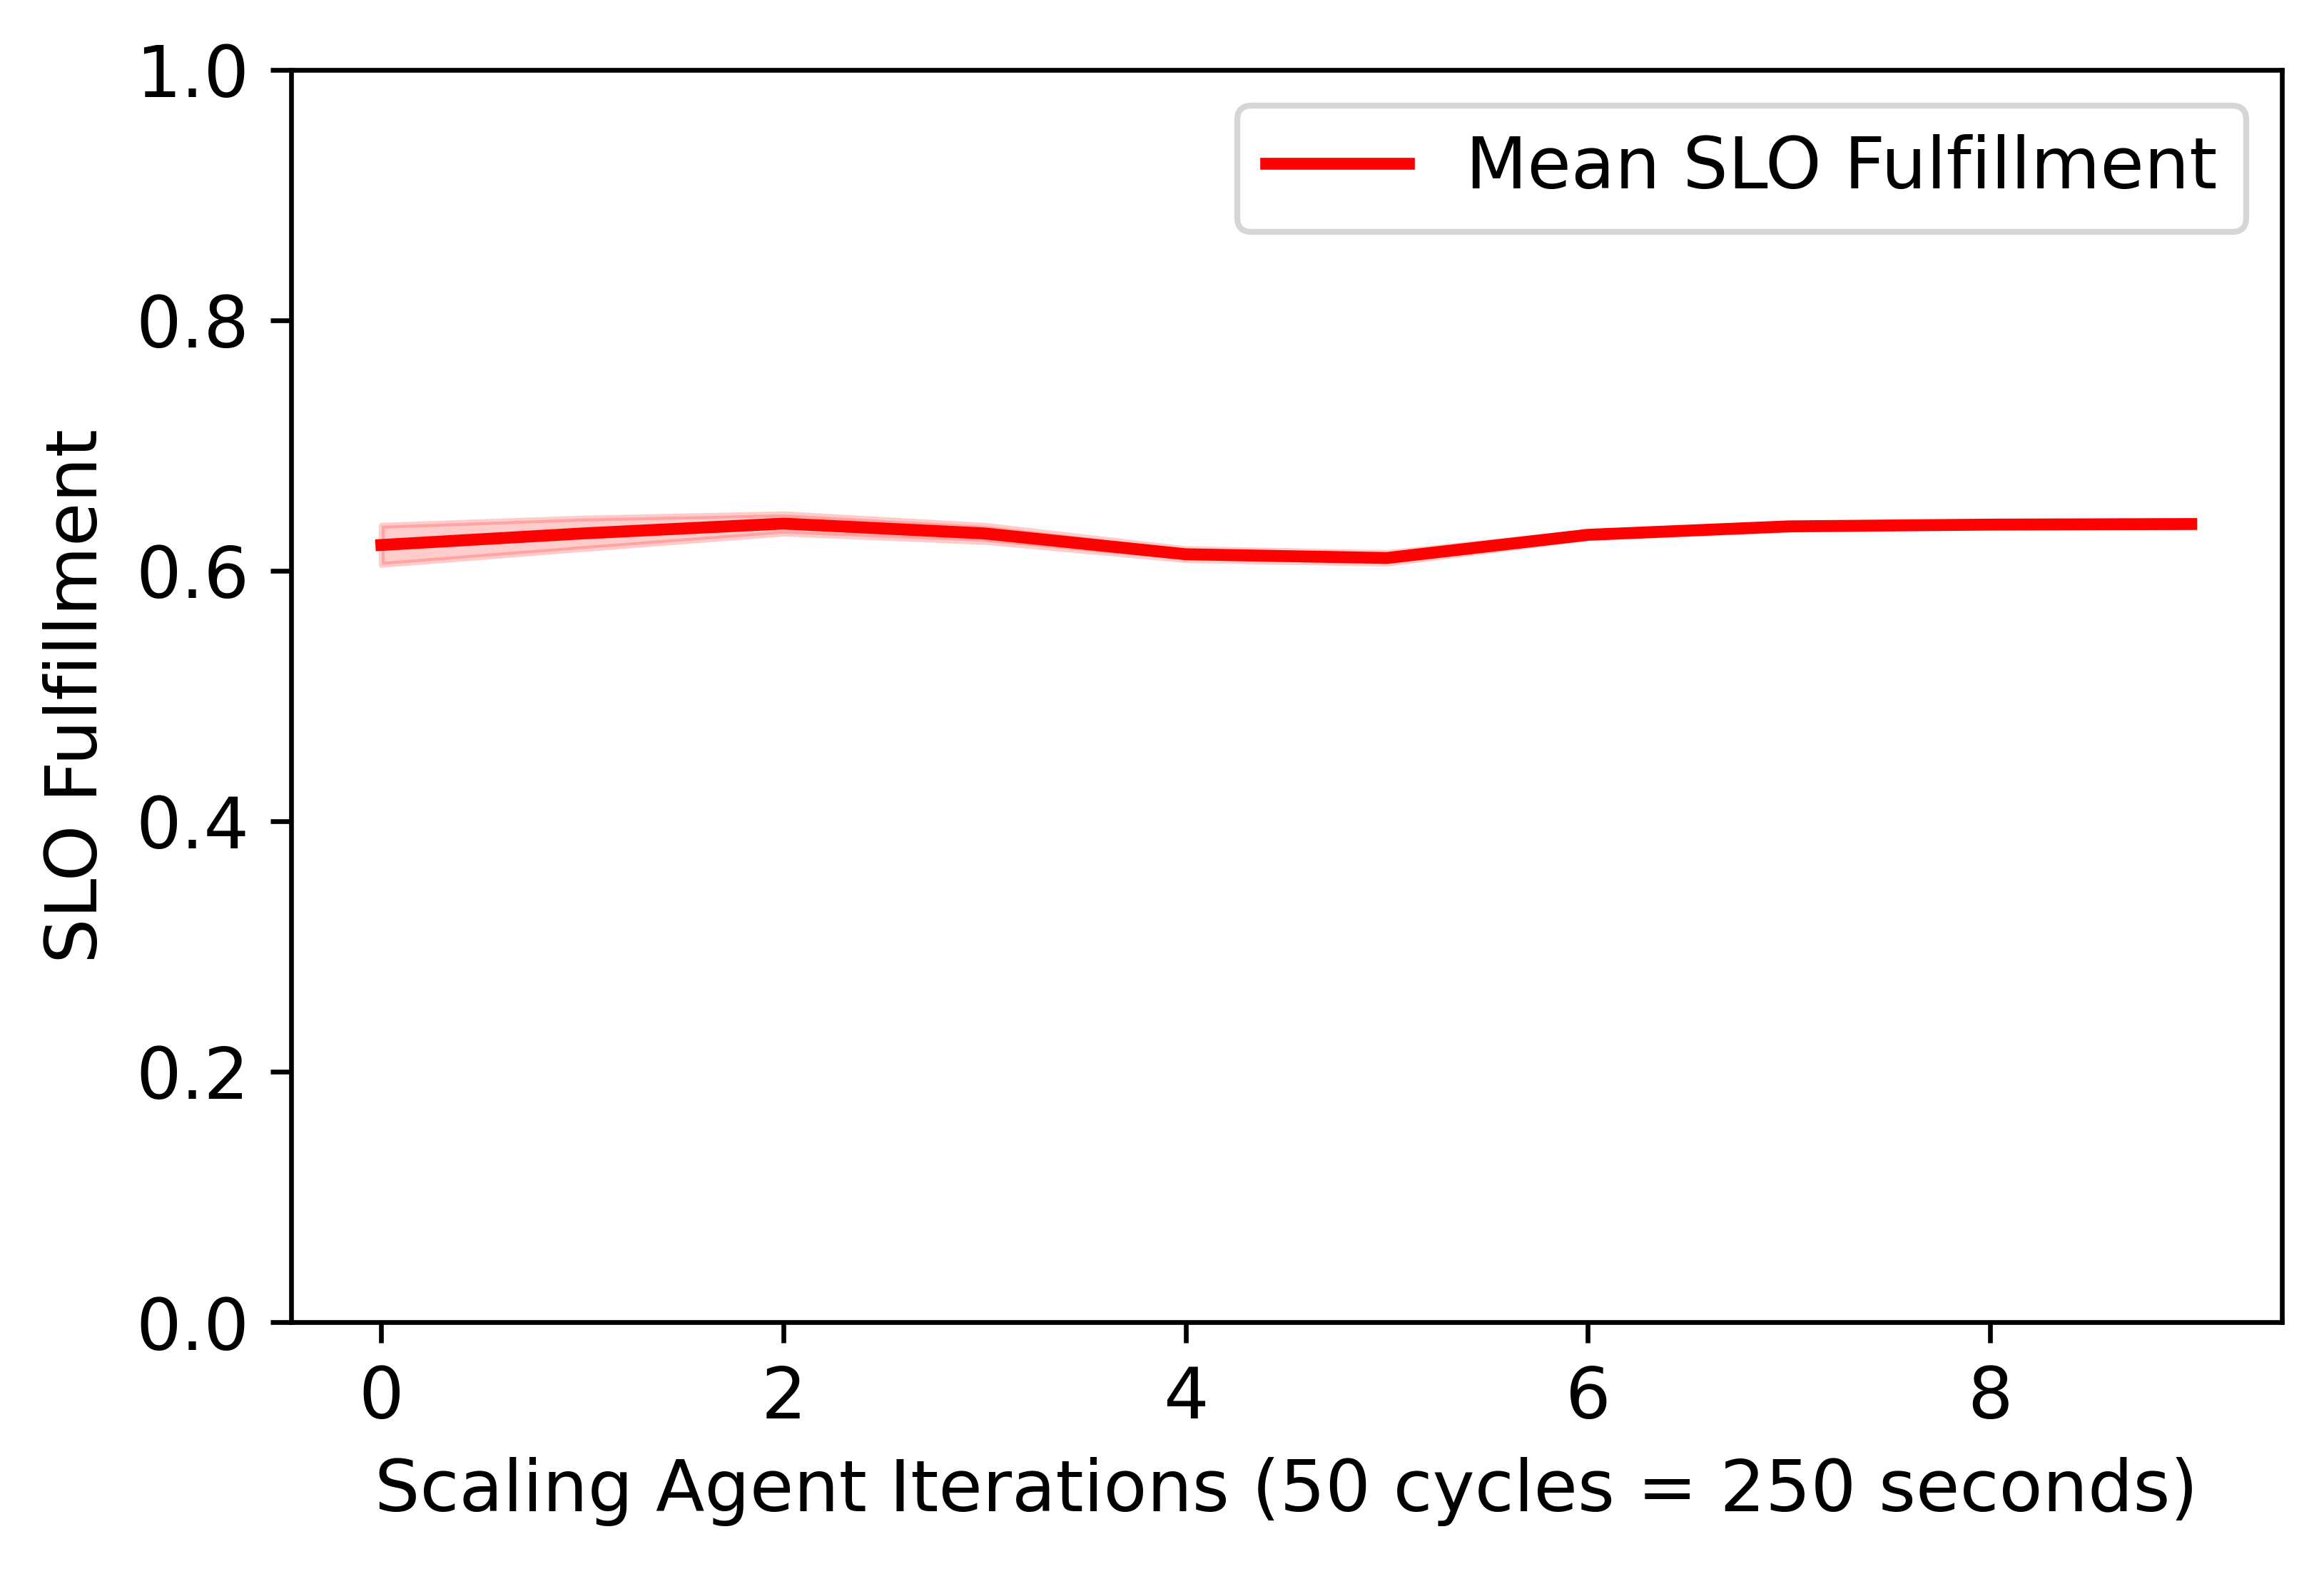 Mean SLO Fulfillment
SLO Fulfillment
1.0
0.8
0.6
0.4
0.2
0.0
0 2 4 6 8
Scaling Agent Iterations (50 cycles = 250 seconds)